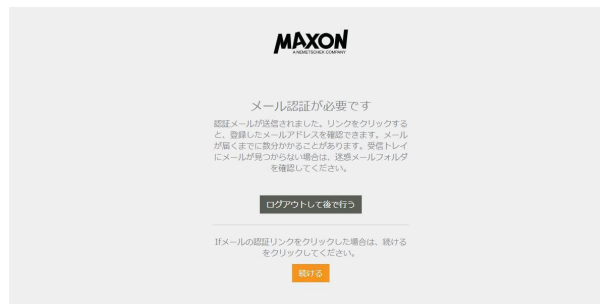 MAXON
A NEMETSCHEK COMPANY
メール認証が必要です
認証メールが送信されました。リンクをクリックする
と、登録したメールアドレスを確認できます。メール
が届くまでに数分かかることがあります。受信トレイ
にメールが見つからない場合は、迷惑メールフォルダ
を確認してください。
ログアウトして後で行う
Ifメールの認証リンクをクリックした場合は、続ける
をクリックしてください。
続ける